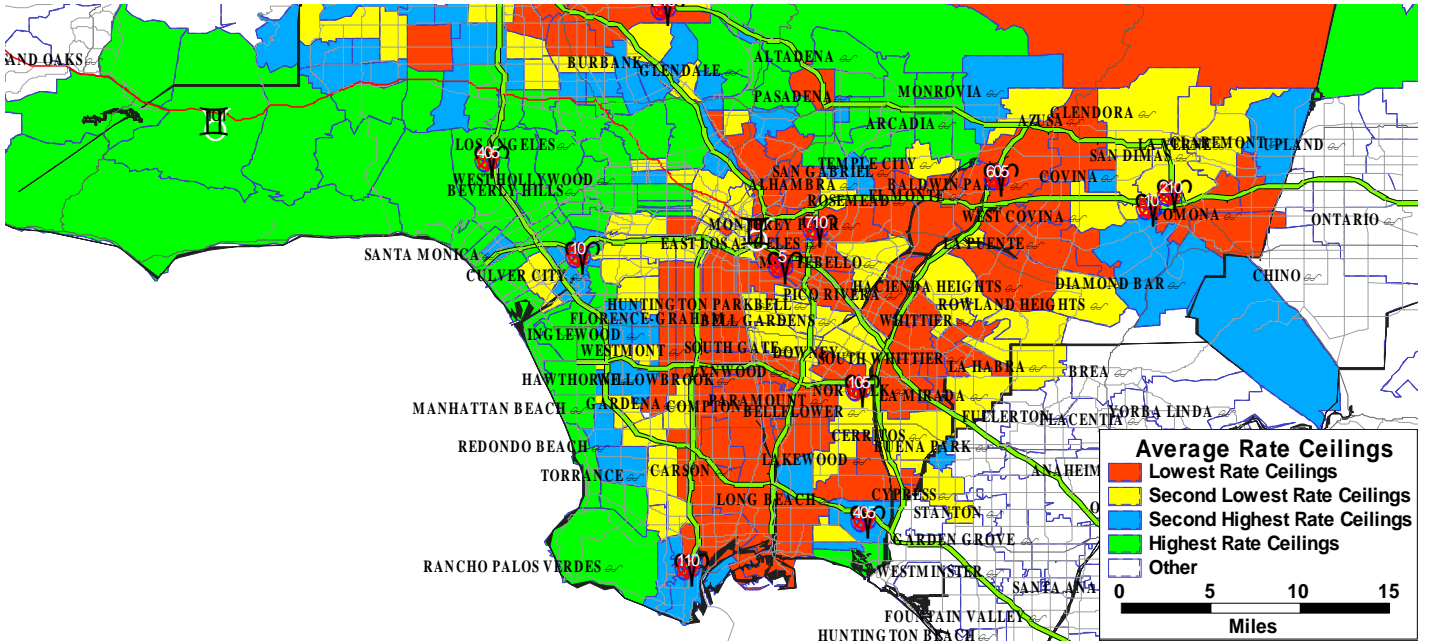 SAND OAKS
BURBANK
GLENDALE
ALTADENA
PASADENA
MONROVIA
ARCADIA
AZUSA
GLENDORA
LA VERNE
CLAREMONT
UPLAND
SAN DIMAS
LOS ANGELES
405
WEST HOLLYWOOD
BEVERLY HILLS
TEMPLE CITY
SAN GABRIEL
ALHAMBRA
ROSEMEAD
EL MONTE
BALDWIN PA
605
COVINA
210
10
POMONA
WEST COVINA
ONTARIO
MONTEREY
710
EAST LOS ANGELES
LA PUENTE
SANTA MONICA
10
CULVER CITY
5
MONTEBELLO
PICO RIVERA
HACIENDA HEIGHTS
ROWLAND HEIGHTS
DIAMOND BAR
CHINO
HUNTINGTON PARK
BELL
FLORENCE-GRAHAM
BELL GARDENS
WHITTIER
INGLEWOOD
WESTMONT
SOUTH GATE
DOWNEY
SOUTH WHITTIER
LA HABRA
BREA
HAWTHORNE
WILLOWBROOK
LYNWOOD
105
NORWALK
LA MIRADA
MANHATTAN BEACH
GARDENA
COMPTON
PARAMOUNT
BELLFLOWER
FULLERTON
PLACENTIA
YORBA LINDA
REDONDO BEACH
CERRITOS
BUENA PARK
TORRANCE
CARSON
LAKEWOOD
ANAHEIM
LONG BEACH
CYPRESS
STANTON
405
GARDEN GROVE
RANCHO PALOS VERDES
110
WESTMINSTER
SANTA ANA
FOUNTAIN VALLEY
HUNTINGTON BEACH
Average Rate Ceilings
Lowest Rate Ceilings
Second Lowest Rate Ceilings
Second Highest Rate Ceilings
Highest Rate Ceilings
Other
0 5 10 15
Miles